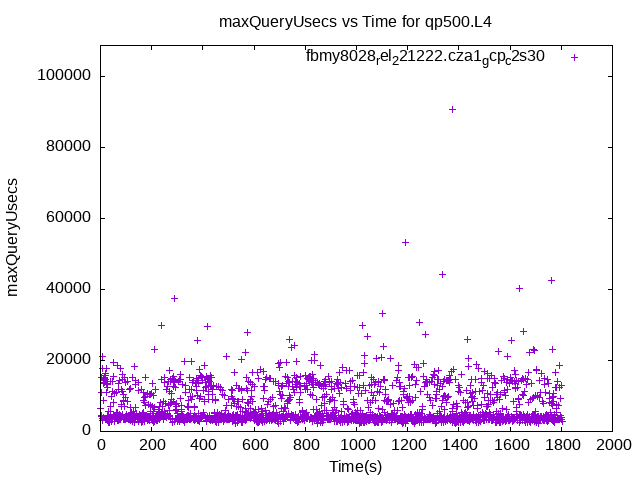 maxQueryUsecs vs Time for qp500.L4
fbmy8028rel221222.cza1gcpc2s30
100000
80000
60000
40000
20000
0
maxQueryUsecs
0 200 400 600 800 1000 1200 1400 1600 1800 2000
Time(s)